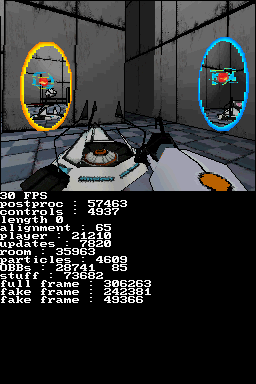 30 FPS
postproc : 57463
controls : 4937
length 0
alignment : 65
player : 21210
updates : 7820
room : 35963
particles : 4609
OBBs : 28741  85
stuff : 73682
full frame : 306263
fake frame : 242381
fake frame : 49366